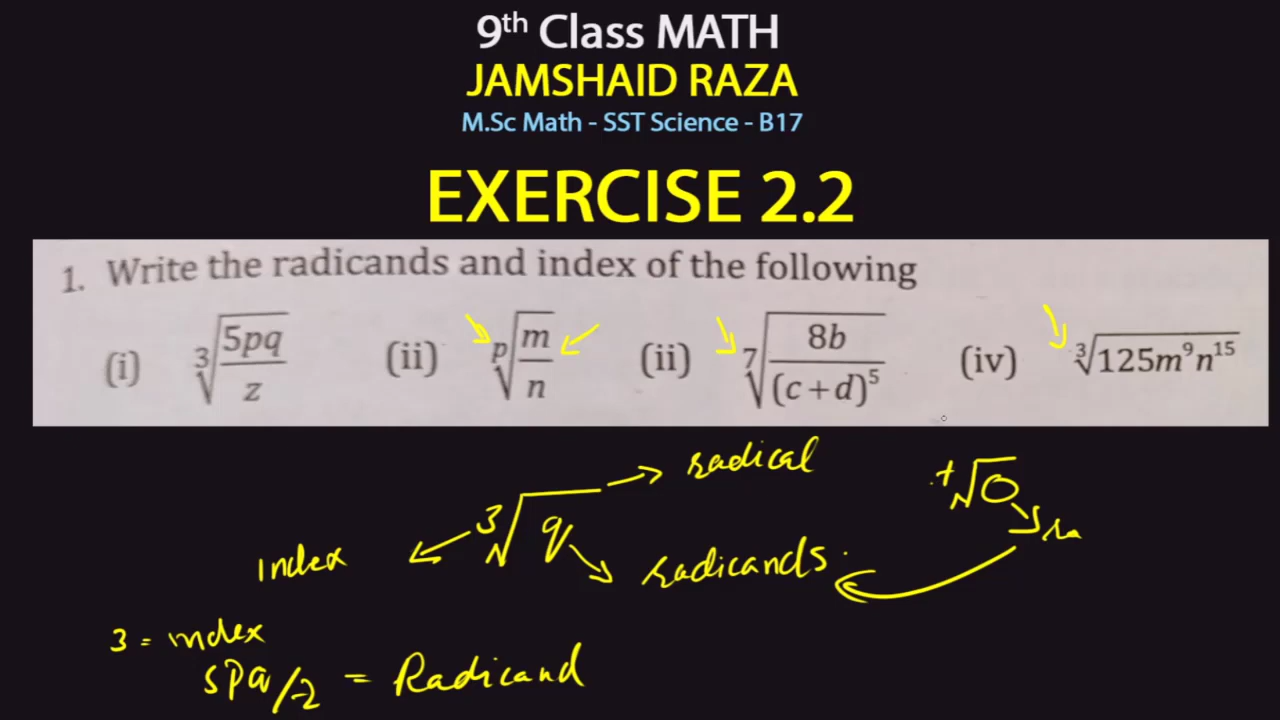 9th Class MATH
JAMSHAID RAZA
M.Sc Math - SST Science - B17
EXERCISE 2.2
1. Write the radicands and index of the following
(i) ∛(5pq/z) (ii) ᵖ√(m/n) (ii) ⁷√(8b/(c+d)⁵) (iv) ∛(125m⁹n¹⁵)
radical
∛q
index
radicands.
3 = index
5pq/z = Radicand